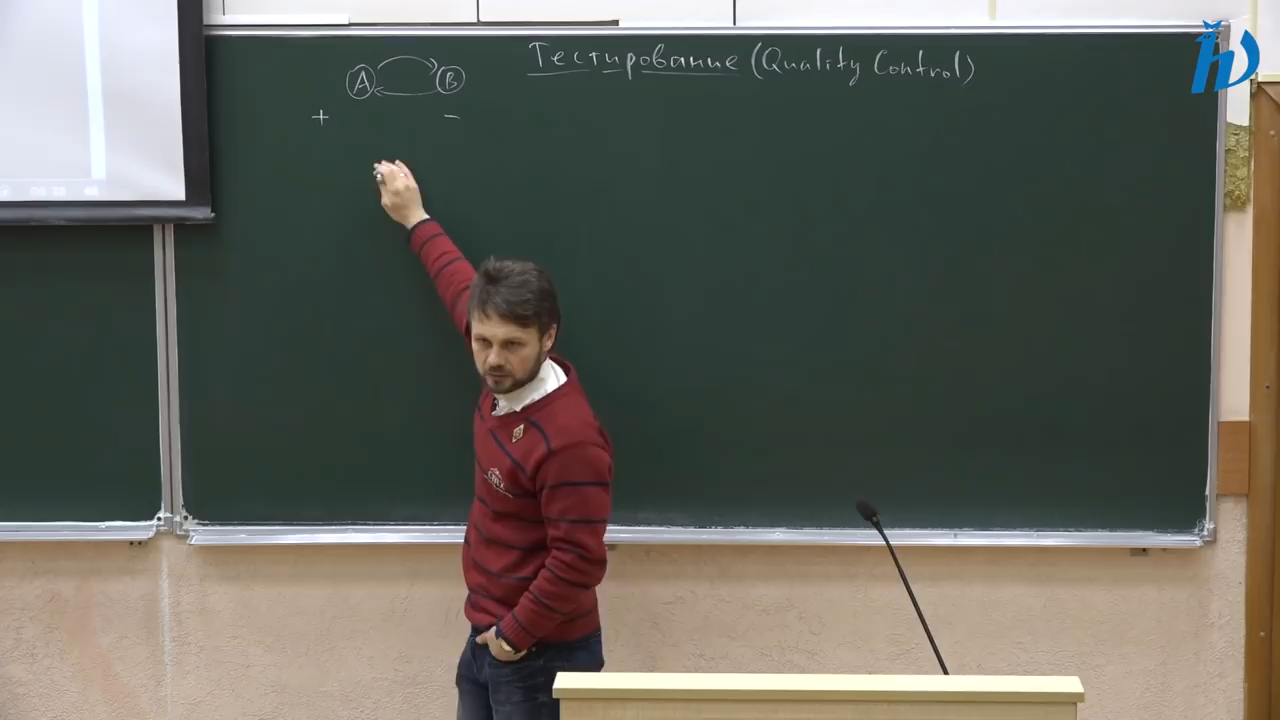 Тестирование (Quality Control)
A B
+ -